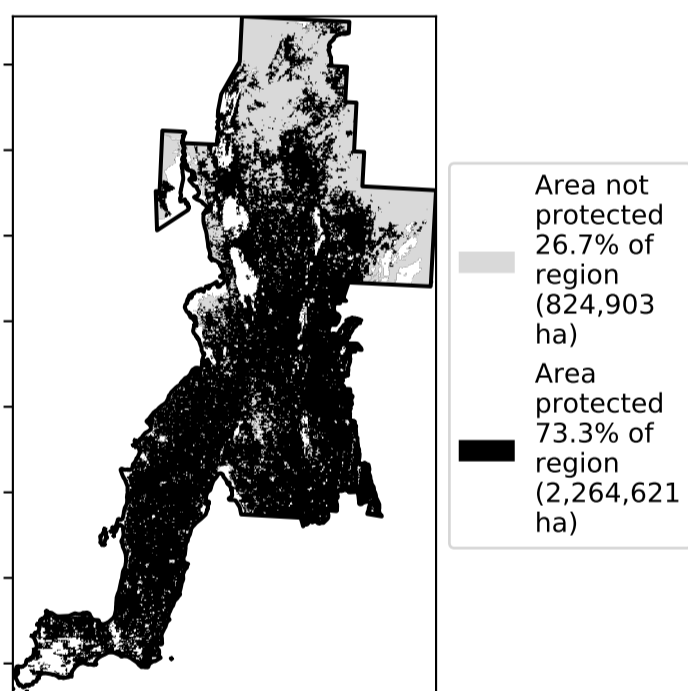 Area not
protected
26.7% of
region
(824,903
ha)
Area
protected
73.3% of
region
(2,264,621
ha)